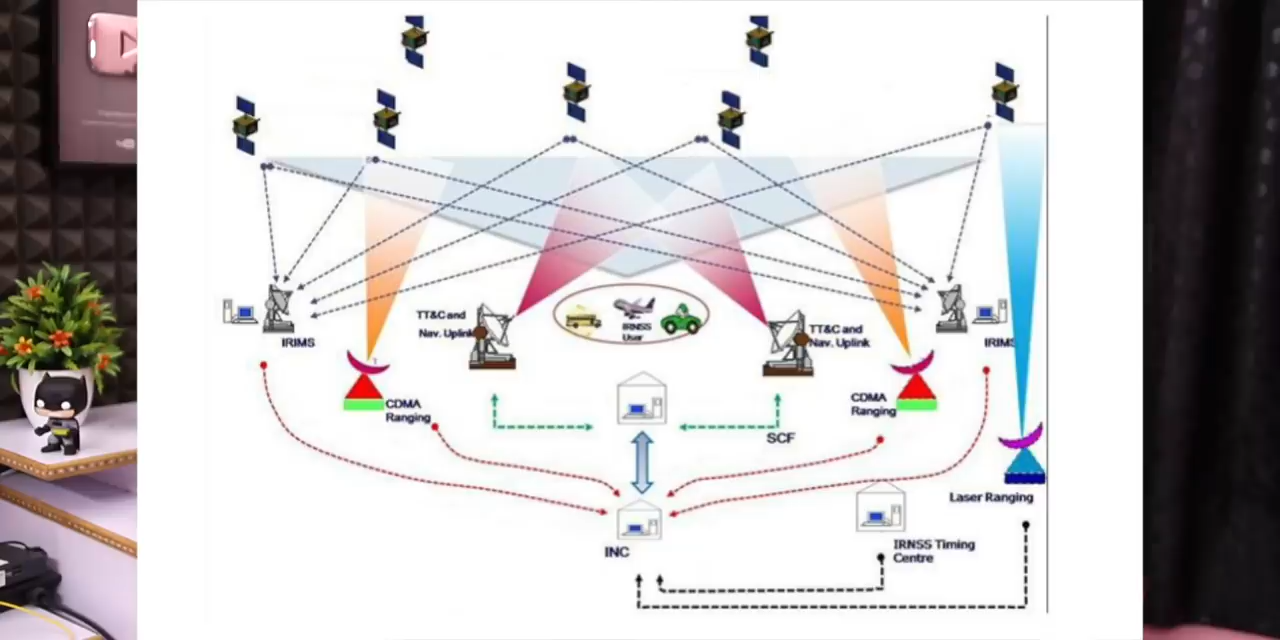 TT&C and
Nav. Uplink
IRNSS
User
TT&C and
Nav. Uplink
IRIMS
IRIMS
CDMA
Ranging
CDMA
Ranging
SCF
Laser Ranging
INC
IRNSS Timing
Centre